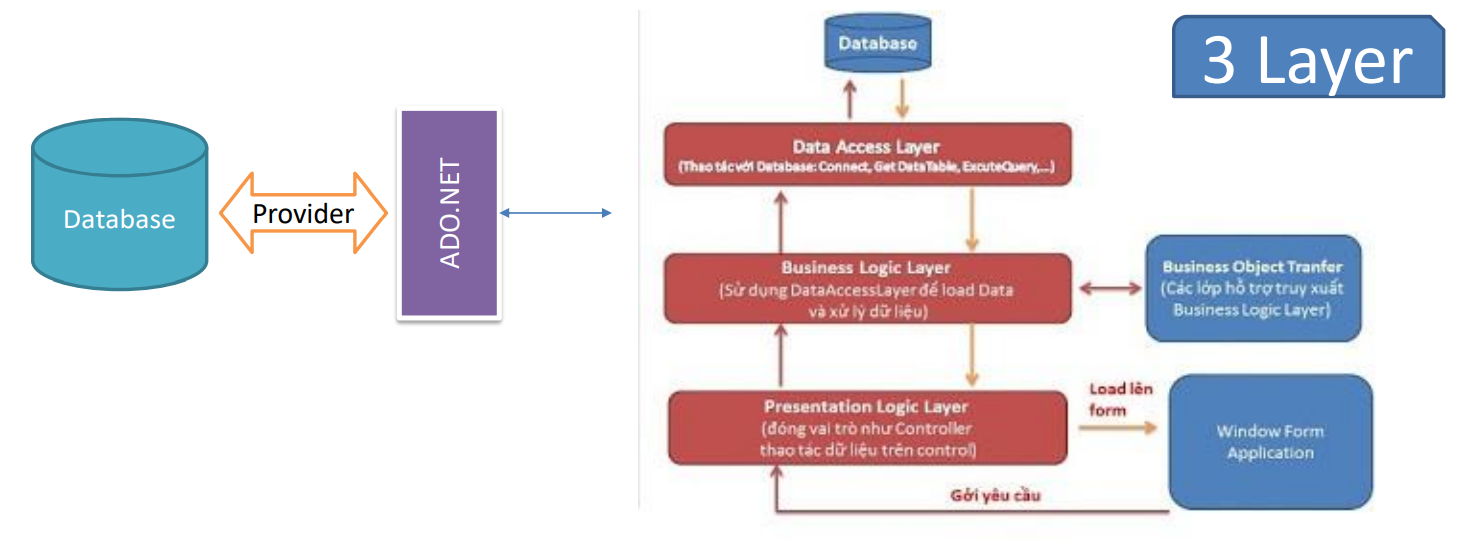 Database
Provider
ADO.NET
3 Layer
Database
Data Access Layer
(Thao tác với Database: Connect, Get DataTable, ExcuteQuery,...)
Business Logic Layer
(Sử dụng DataAccessLayer để load Data
và xử lý dữ liệu)
Business Object Tranfer
(Các lớp hỗ trợ truy xuất
Business Logic Layer)
Presentation Logic Layer
(đóng vai trò như Controller
thao tác dữ liệu trên control)
Load lên
form
Window Form
Application
Gởi yêu cầu